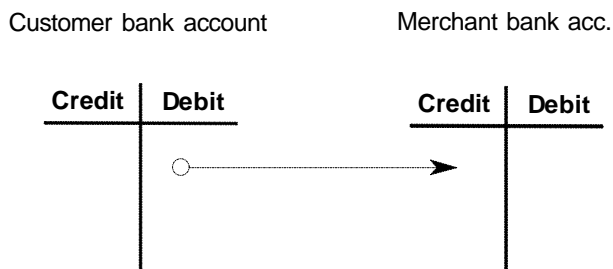 Customer bank account
Merchant bank acc.
Credit Debit
Credit Debit